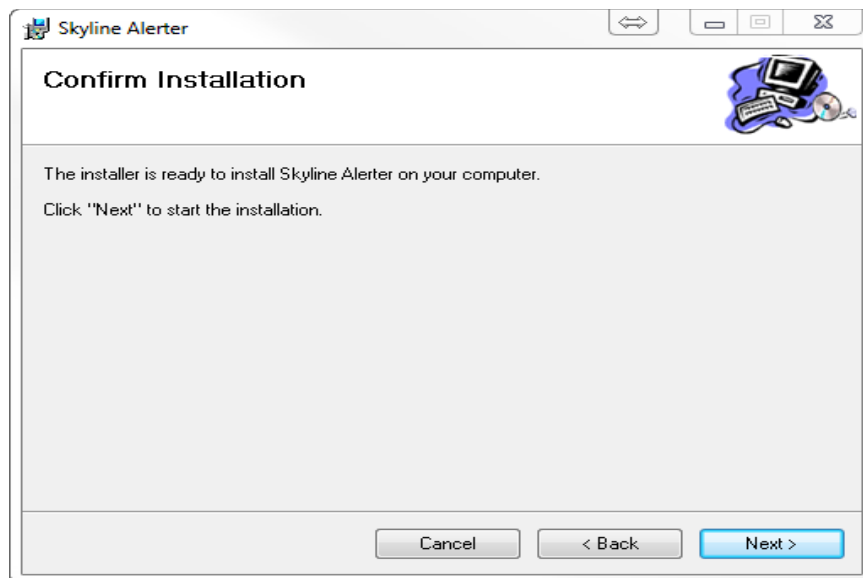 Skyline Alerter
Confirm Installation
The installer is ready to install Skyline Alerter on your computer.
Click "Next" to start the installation.
Cancel
< Back
Next >